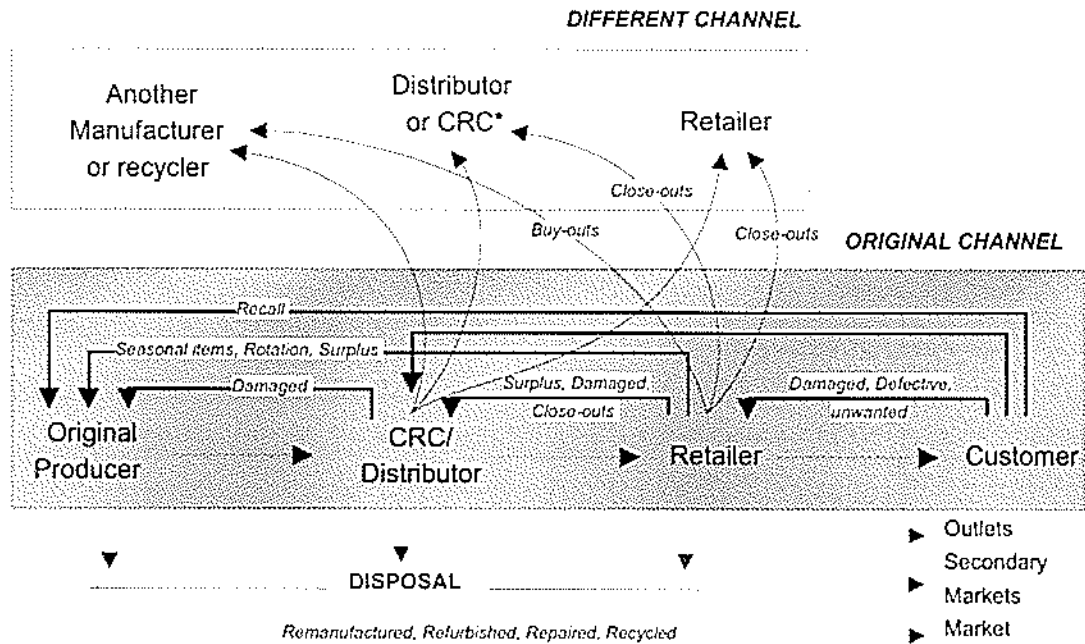 DIFFERENT CHANNEL
Another
Manufacturer
or recycler
Distributor
or CRC*
Retailer
Close-outs
Buy-outs
Close-outs
ORIGINAL CHANNEL
Recall
Seasonal items, Rotation, Surplus
Damaged
Surplus, Damaged,
Close-outs
Damaged, Defective,
unwanted
Original
Producer
CRC/
Distributor
Retailer
Customer
Outlets
Secondary
Markets
Market
DISPOSAL
Remanufactured, Refurbished, Repaired, Recycled